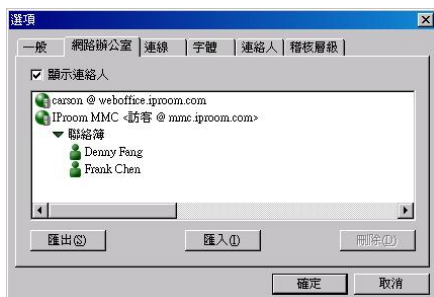 選項
一般 網路辦公室 連線 字體 連絡人 稽核層級
顯示連絡人
carson @ weboffice.iproom.com
IProom MMC <訪客 @ mmc.iproom.com>
聯絡簿
Denny Fang
Frank Chen
匯出(S) 匯入(I) 刪除(D)
確定 取消